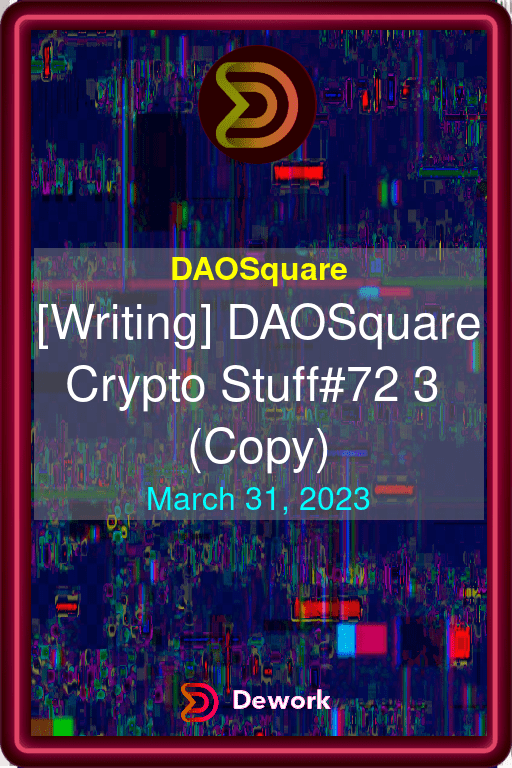 DAOSquare
[Writing] DAOSquare
Crypto Stuff#72 3
(Copy)
March 31, 2023
Dework